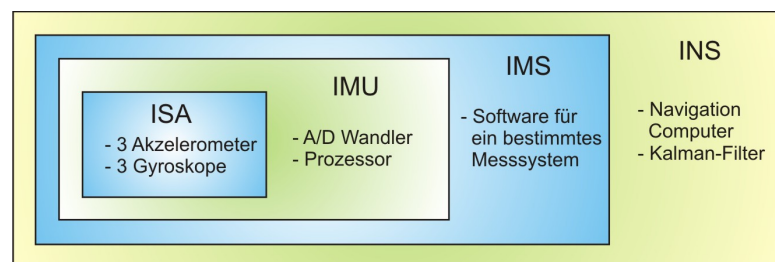 ISA
- 3 Akzelerometer
- 3 Gyroskope
IMU
- A/D Wandler
- Prozessor
IMS
- Software für
ein bestimmtes
Messsystem
INS
- Navigation
Computer
- Kalman-Filter